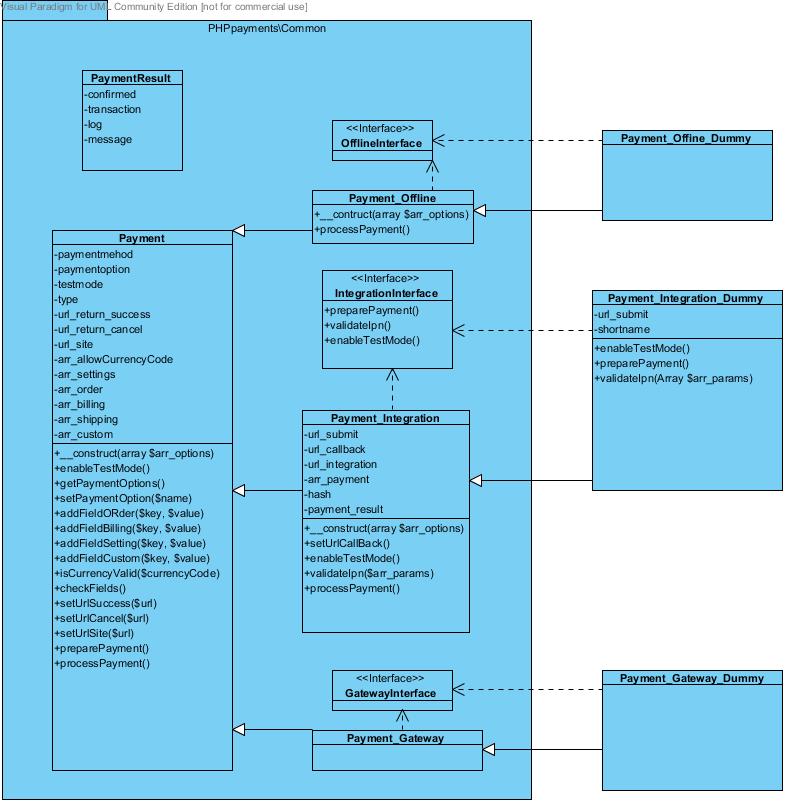 Visual Paradigm for UML Community Edition [not for commercial use]
PHPpayments\Common
PaymentResult
-confirmed
-transaction
-log
-message
<<Interface>>
OfflineInterface
Payment_Offine_Dummy
Payment_Offline
+__contruct(array $arr_options)
+processPayment()
Payment
-paymentmehod
-paymentoption
-testmode
-type
-url_return_success
-url_return_cancel
-url_site
-arr_allowCurrencyCode
-arr_settings
-arr_order
-arr_billing
-arr_shipping
-arr_custom
+__construct(array $arr_options)
+enableTestMode()
+getPaymentOptions()
+setPaymentOption($name)
+addFieldORder($key, $value)
+addFieldBilling($key, $value)
+addFieldSetting($key, $value)
+addFieldCustom($key, $value)
+isCurrencyValid($currencyCode)
+checkFields()
+setUrlSuccess($url)
+setUrlCancel($url)
+setUrlSite($url)
+preparePayment()
+processPayment()
<<Interface>>
IntegrationInterface
+preparePayment()
+validateIpn()
+enableTestMode()
Payment_Integration_Dummy
-url_submit
-shortname
+enableTestMode()
+preparePayment()
+validateIpn(Array $arr_params)
Payment_Integration
-url_submit
-url_callback
-url_integration
-arr_payment
-hash
-payment_result
+__construct(array $arr_options)
+setUrlCallBack()
+enableTestMode()
+validateIpn($arr_params)
+processPayment()
<<Interface>>
GatewayInterface
Payment_Gateway_Dummy
Payment_Gateway